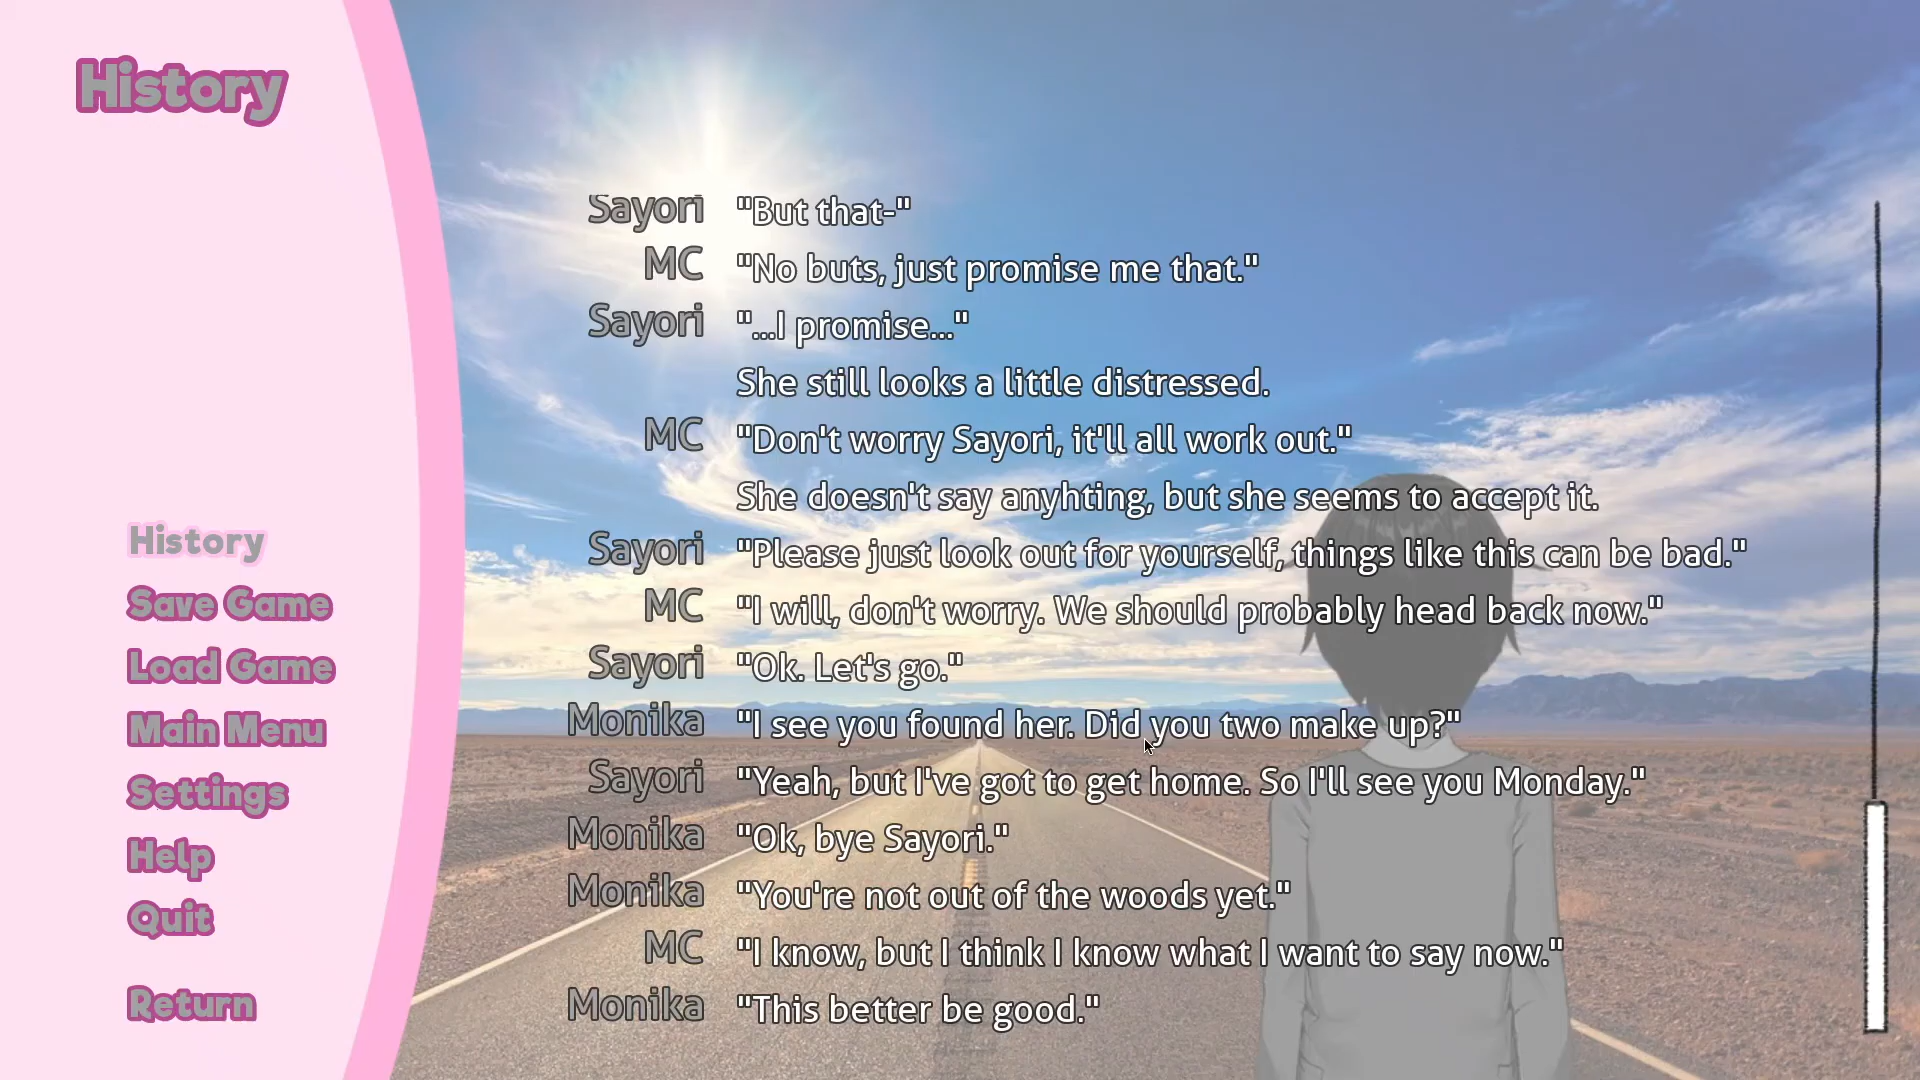 History
Sayori "But that-"
MC "No buts, just promise me that."
Sayori "...I promise..."
She still looks a little distressed.
MC "Don't worry Sayori, it'll all work out."
She doesn't say anyhting, but she seems to accept it.
Sayori "Please just look out for yourself, things like this can be bad."
MC "I will, don't worry. We should probably head back now."
Sayori "Ok. Let's go."
Monika "I see you found her. Did you two make up?"
Sayori "Yeah, but I've got to get home. So I'll see you Monday."
Monika "Ok, bye Sayori."
Monika "You're not out of the woods yet."
MC "I know, but I think I know what I want to say now."
Monika "This better be good."
History
Save Game
Load Game
Main Menu
Settings
Help
Quit
Return